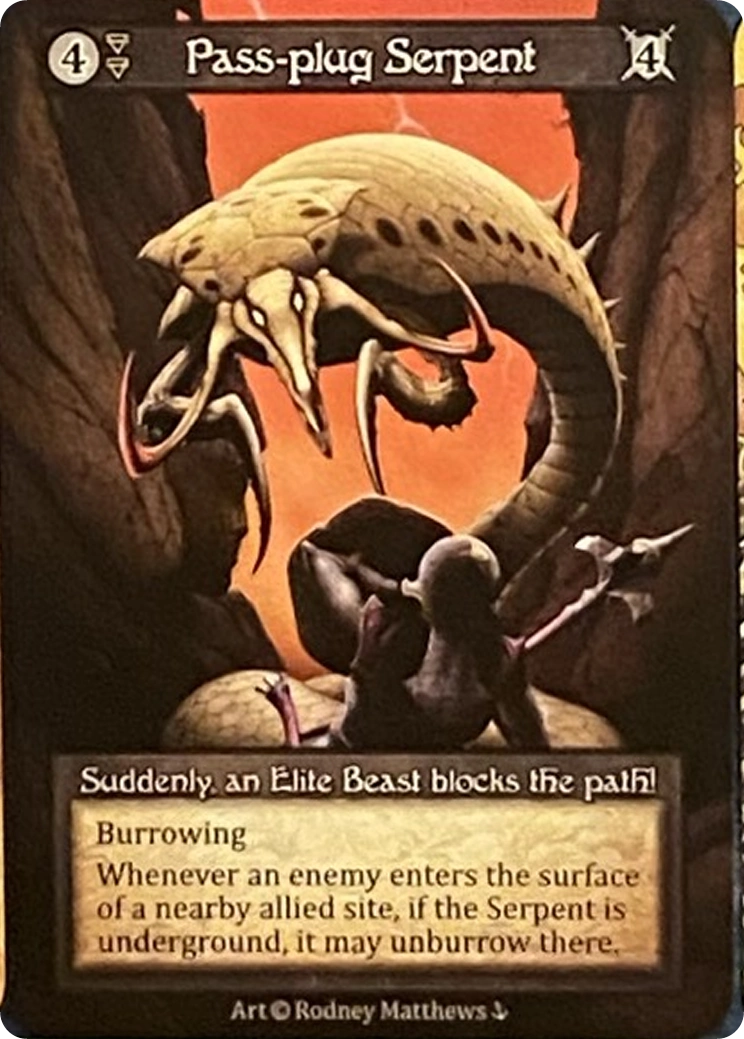 4 Pass-plug Serpent 4
Suddenly, an Elite Beast blocks the path!
Burrowing
Whenever an enemy enters the surface
of a nearby allied site, if the Serpent is
underground, it may unburrow there.
Art © Rodney Matthews